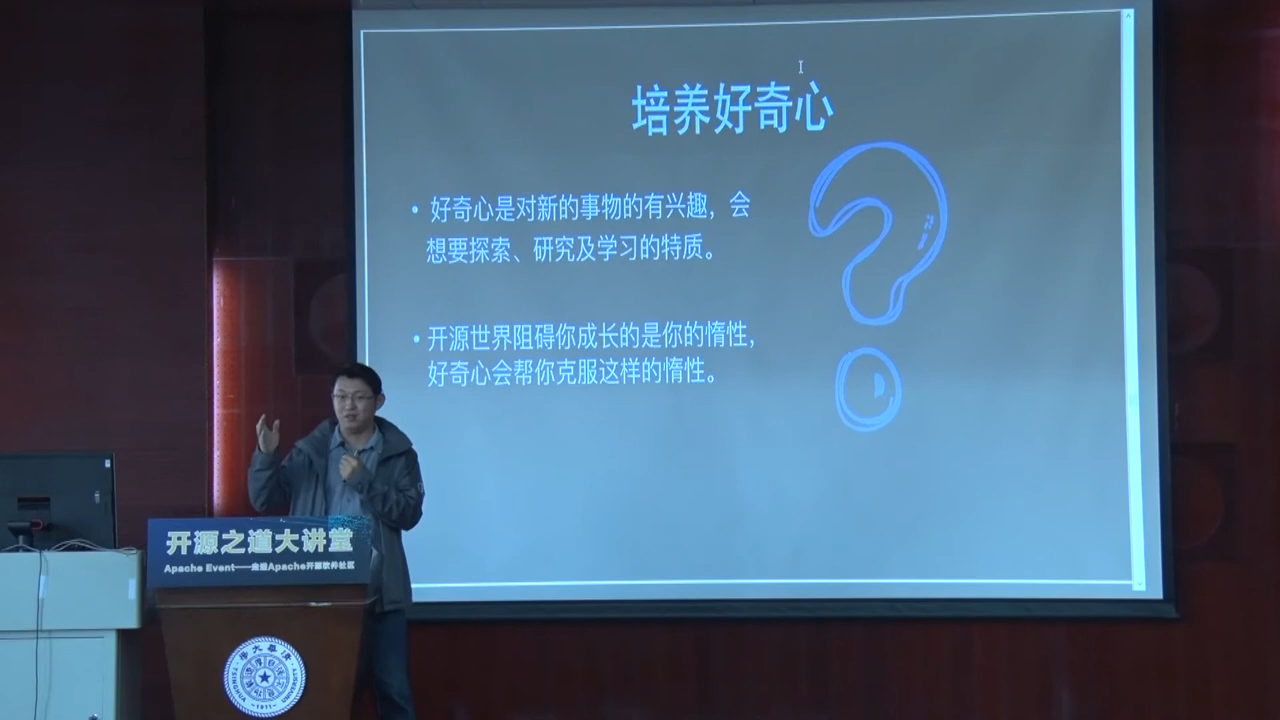 培养好奇心
• 好奇心是对新的事物的有兴趣，会
想要探索、研究及学习的特质。
• 开源世界阻碍你成长的是你的惰性，
好奇心会帮你克服这样的惰性。
开源之道大讲堂
Apache Event——走进Apache开源软件社区
TSINGHUA
UNIVERSITY
~1911~